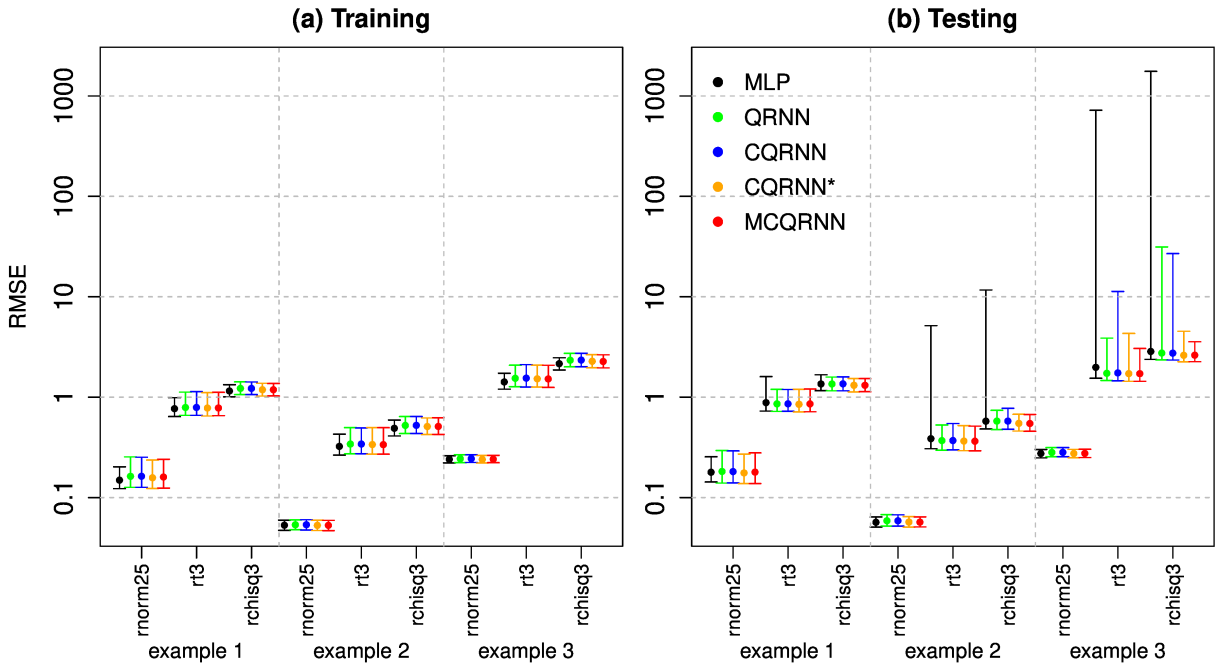 (a) Training
(b) Testing
RMSE
1000
100
10
1
0.1
rnorm25
rt3
rchisq3
rnorm25
rt3
rchisq3
rnorm25
rt3
rchisq3
example 1
example 2
example 3
1000
100
10
1
0.1
MLP
QRNN
CQRNN
CQRNN*
MCQRNN
rnorm25
rt3
rchisq3
rnorm25
rt3
rchisq3
rnorm25
rt3
rchisq3
example 1
example 2
example 3